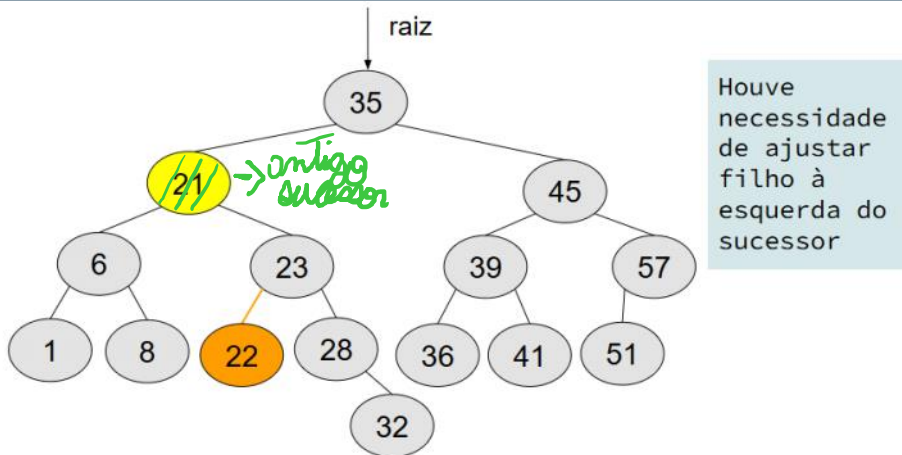 raiz
35
21 → antigo
sucessor
45
6
23
39
57
1
8
22
28
36
41
51
32
Houve
necessidade
de ajustar
filho à
esquerda do
sucessor